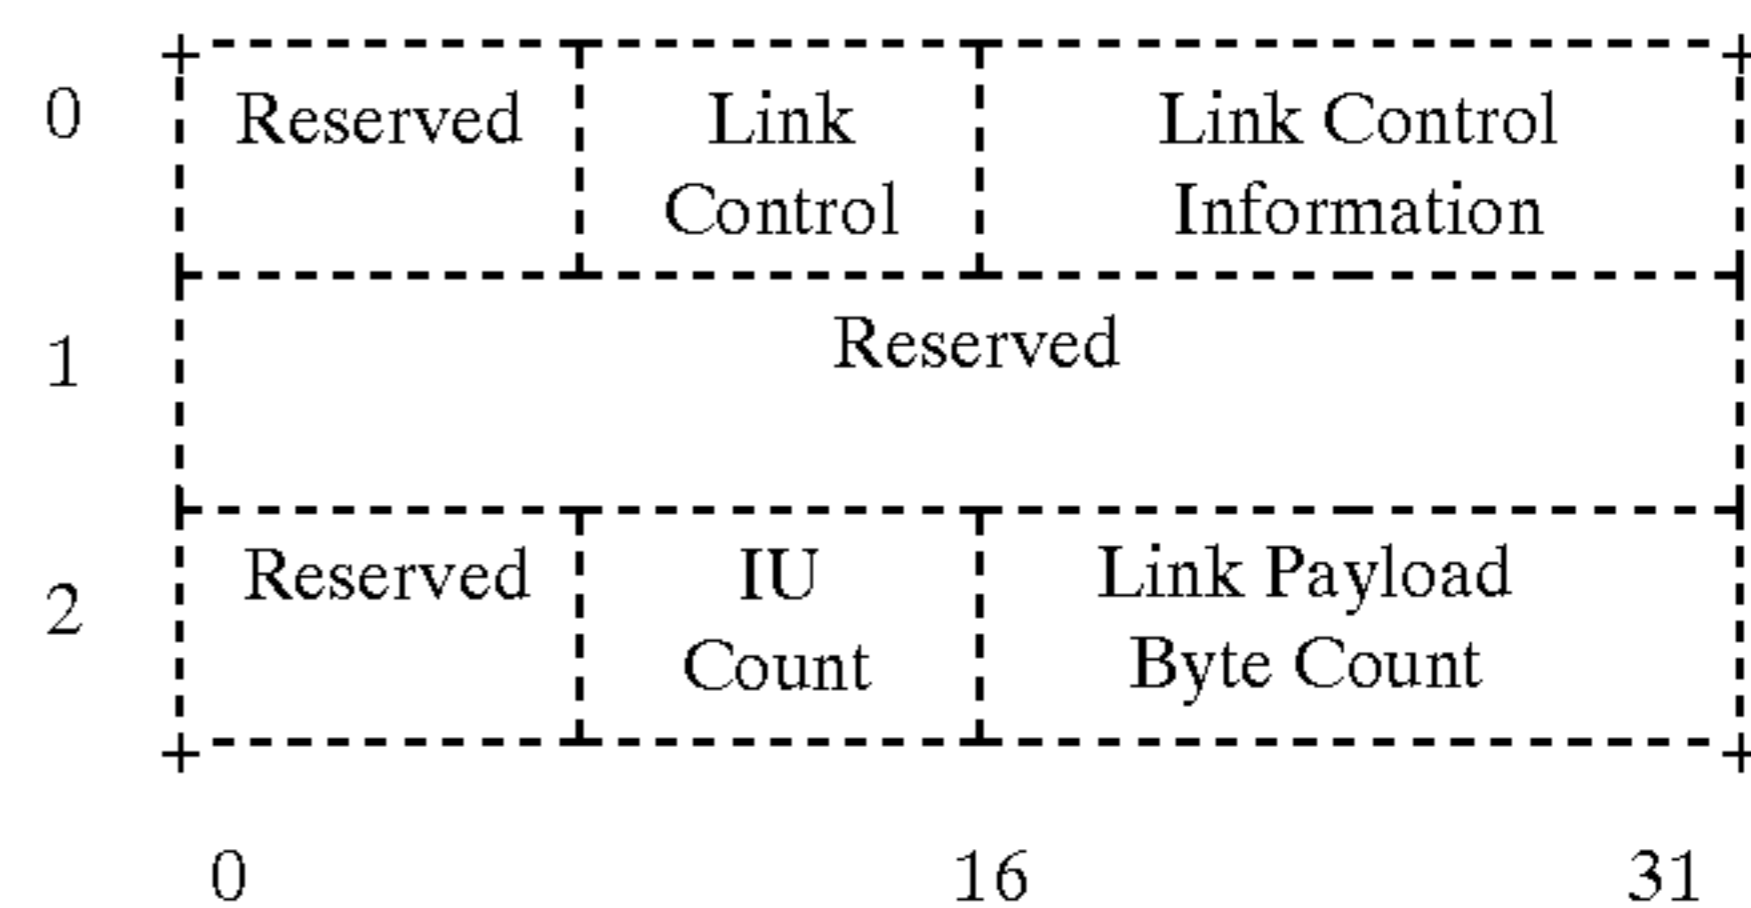 0 Reserved Link Link Control
Control Information
1 Reserved
2 Reserved IU Link Payload
Count Byte Count
0 16 31